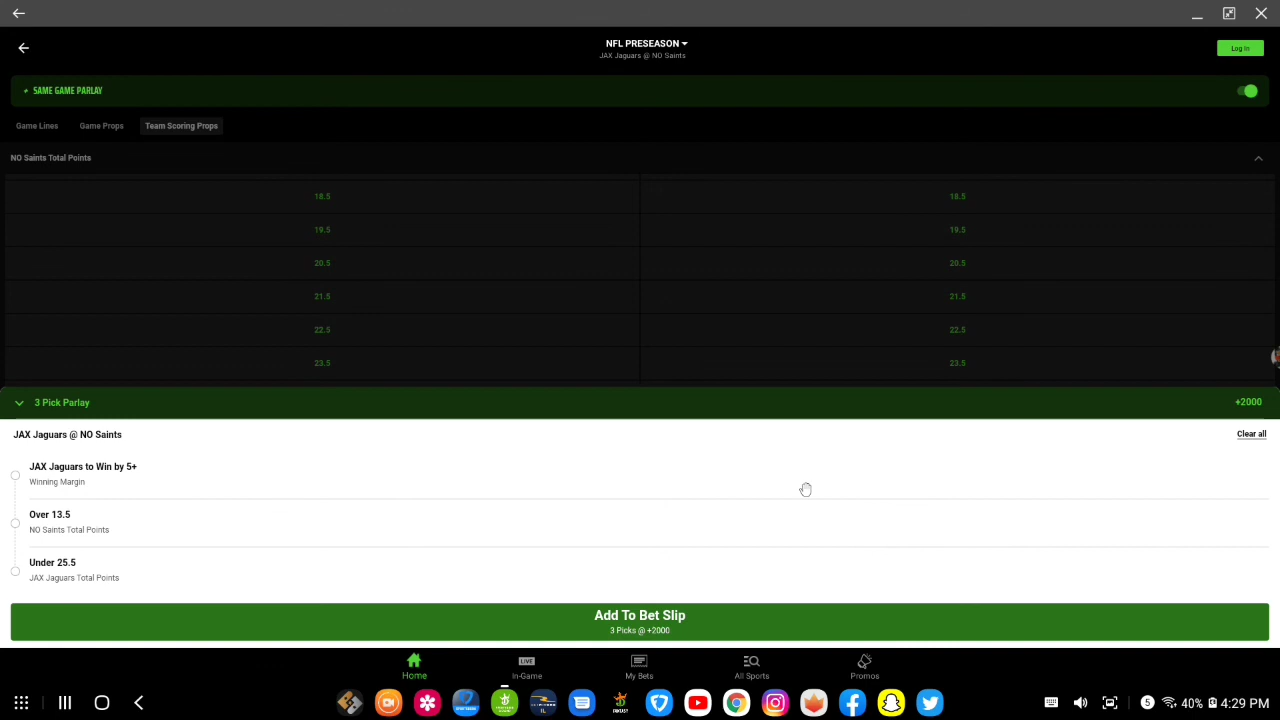 NFL PRESEASON
JAX Jaguars @ NO Saints
Log In
+ SAME GAME PARLAY
Game Lines Game Props Team Scoring Props
NO Saints Total Points
18.5 18.5
19.5 19.5
20.5 20.5
21.5 21.5
22.5 22.5
23.5 23.5
3 Pick Parlay +2000
JAX Jaguars @ NO Saints Clear all
JAX Jaguars to Win by 5+
Winning Margin
Over 13.5
NO Saints Total Points
Under 25.5
JAX Jaguars Total Points
Add To Bet Slip
3 Picks @ +2000
LIVE
Home In-Game My Bets All Sports Promos
5 40% 4:29 PM